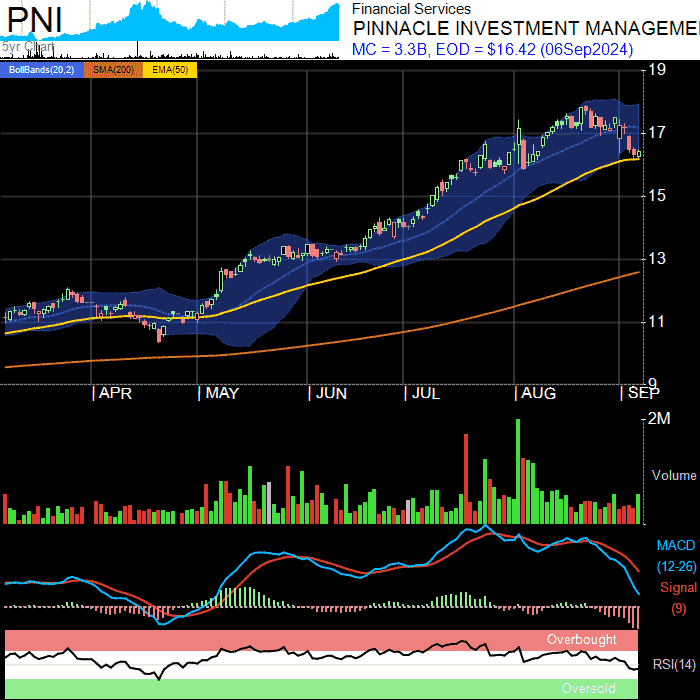 PNI
5yr Chart
Financial Services
PINNACLE INVESTMENT MANAGEME
MC = 3.3B, EOD = $16.42 (06Sep2024)
BollBands(20,2) SMA(200) EMA(50)
19
17
15
13
11
9
APR MAY JUN JUL AUG SEP
2M
Volume
MACD
(12-26)
Signal
(9)
Overbought
RSI(14)
Oversold